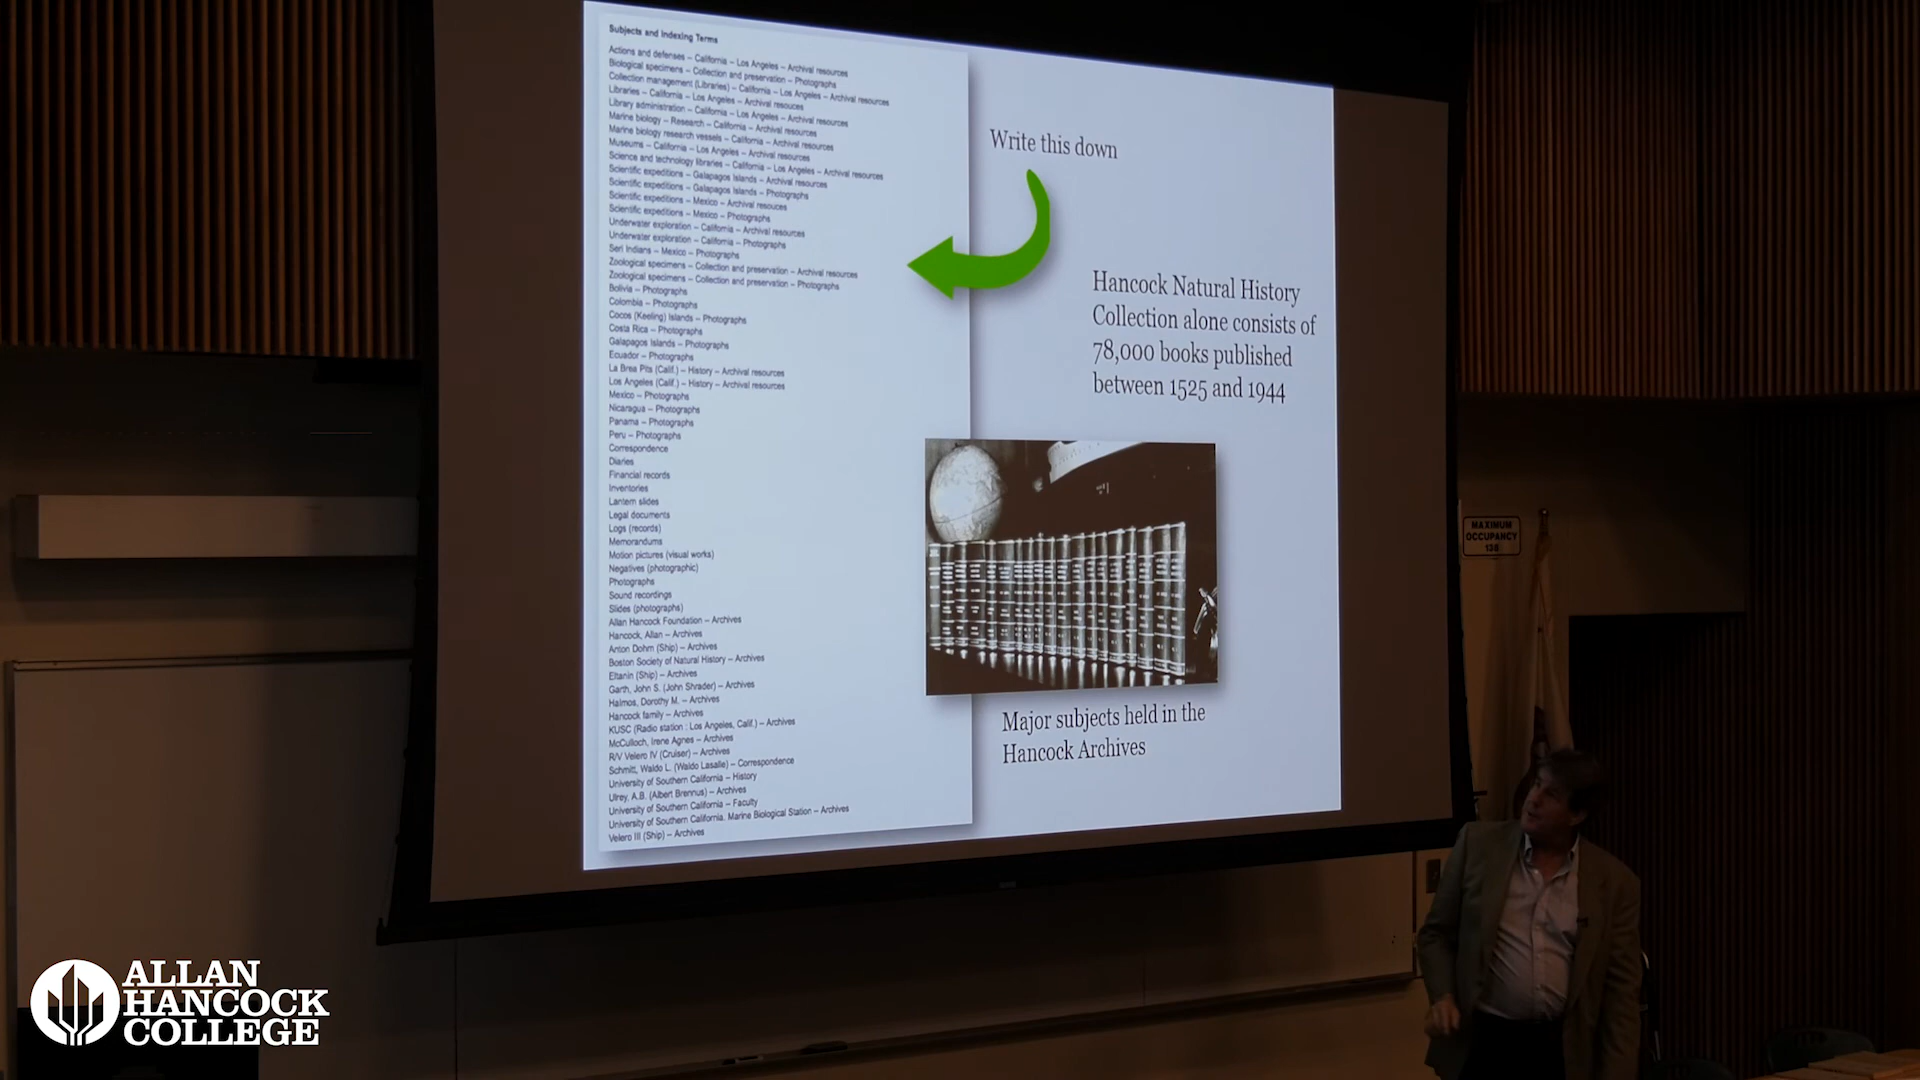 Subjects and Indexing Terms
Actions and defenses – California – Los Angeles – Archival resources
Biological specimens – Collection and preservation – Photographs
Collection management (Libraries) – California – Los Angeles – Archival resources
Libraries – California – Los Angeles – Archival resouces
Library administration – California – Los Angeles – Archival resources
Marine biology – Research – California – Archival resources
Marine biology research vessels – California – Archival resources
Museums – California – Los Angeles – Archival resources
Science and technology libraries – California – Los Angeles – Archival resources
Scientific expeditions – Galapagos Islands – Archival resources
Scientific expeditions – Galapagos Islands – Photographs
Scientific expeditions – Mexico – Archival resouces
Scientific expeditions – Mexico – Photographs
Underwater exploration – California – Archival resources
Underwater exploration – California – Photographs
Seri Indians – Mexico – Photographs
Zoological specimens – Collection and preservation – Archival resources
Zoological specimens – Collection and preservation – Photographs
Bolivia – Photographs
Colombia – Photographs
Cocos (Keeling) Islands – Photographs
Costa Rica – Photographs
Galapagos Islands – Photographs
Ecuador – Photographs
La Brea Pits (Calif.) – History – Archival resources
Los Angeles (Calif.) – History – Archival resources
Mexico – Photographs
Nicaragua – Photographs
Panama – Photographs
Peru – Photographs
Correspondence
Diaries
Financial records
Inventories
Lantern slides
Legal documents
Logs (records)
Memorandums
Motion pictures (visual works)
Negatives (photographic)
Photographs
Sound recordings
Slides (photographs)
Allan Hancock Foundation – Archives
Hancock, Allan – Archives
Anton Dohrn (Ship) – Archives
Boston Society of Natural History – Archives
Eltanin (Ship) – Archives
Garth, John S. (John Shrader) – Archives
Halmos, Dorothy M. – Archives
Hancock family – Archives
KUSC (Radio station : Los Angeles, Calif.) – Archives
McCulloch, Irene Agnes – Archives
R/V Velero IV (Cruiser) – Archives
Schmitt, Waldo L. (Waldo Lasalle) – Correspondence
University of Southern California – History
Ulrey, A.B. (Albert Brennus) – Archives
University of Southern California – Faculty
University of Southern California. Marine Biological Station – Archives
Velero III (Ship) – Archives
Write this down
Hancock Natural History
Collection alone consists of
78,000 books published
between 1525 and 1944
Major subjects held in the
Hancock Archives
MAXIMUM
OCCUPANCY
138
ALLAN
HANCOCK
COLLEGE